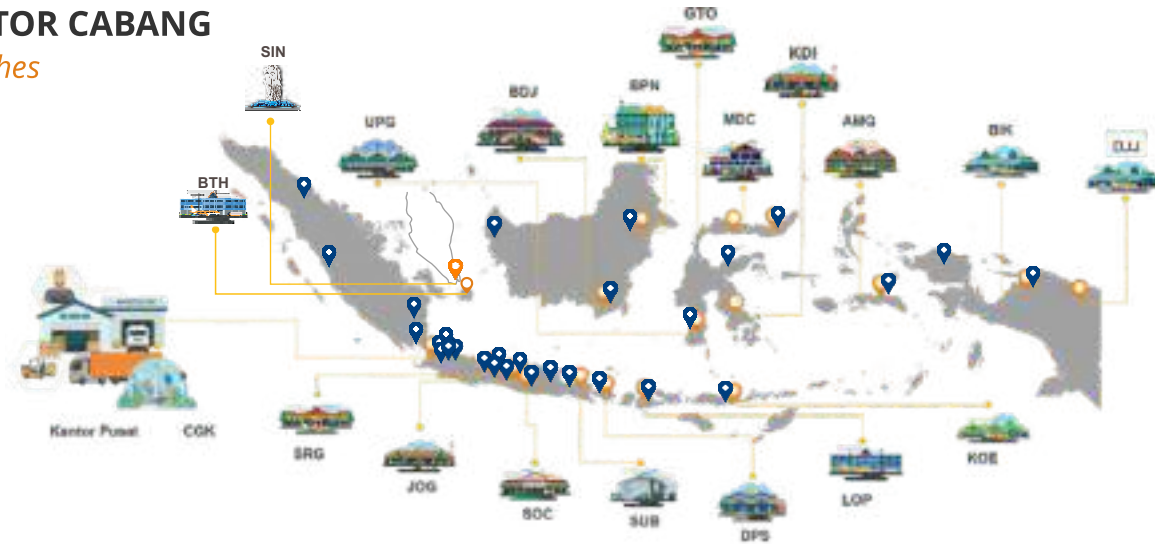 TOR CABANG
hes
SIN
GTO
KDI
BDJ
BPN
MDC
AMQ
BIK
DJJ
UPG
BTH
Kantor Pusat
CGK
SRG
JOG
SOC
SUB
DPS
LOP
KOE